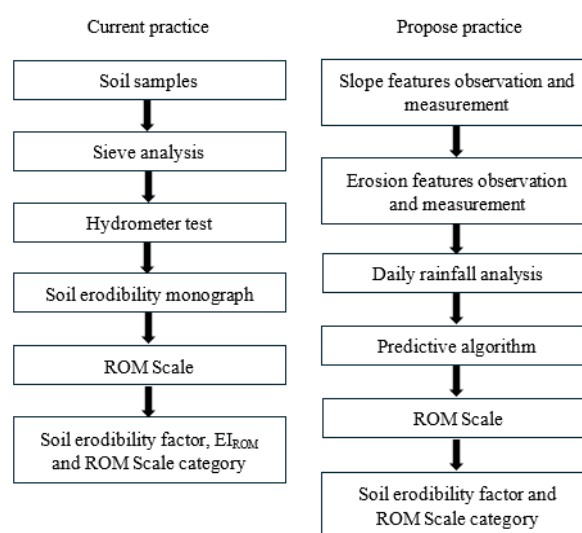 Current practice
Soil samples
Sieve analysis
Hydrometer test
Soil erodibility monograph
ROM Scale
Soil erodibility factor, EIROM
and ROM Scale category
Propose practice
Slope features observation and
measurement
Erosion features observation
and measurement
Daily rainfall analysis
Predictive algorithm
ROM Scale
Soil erodibility factor and
ROM Scale category